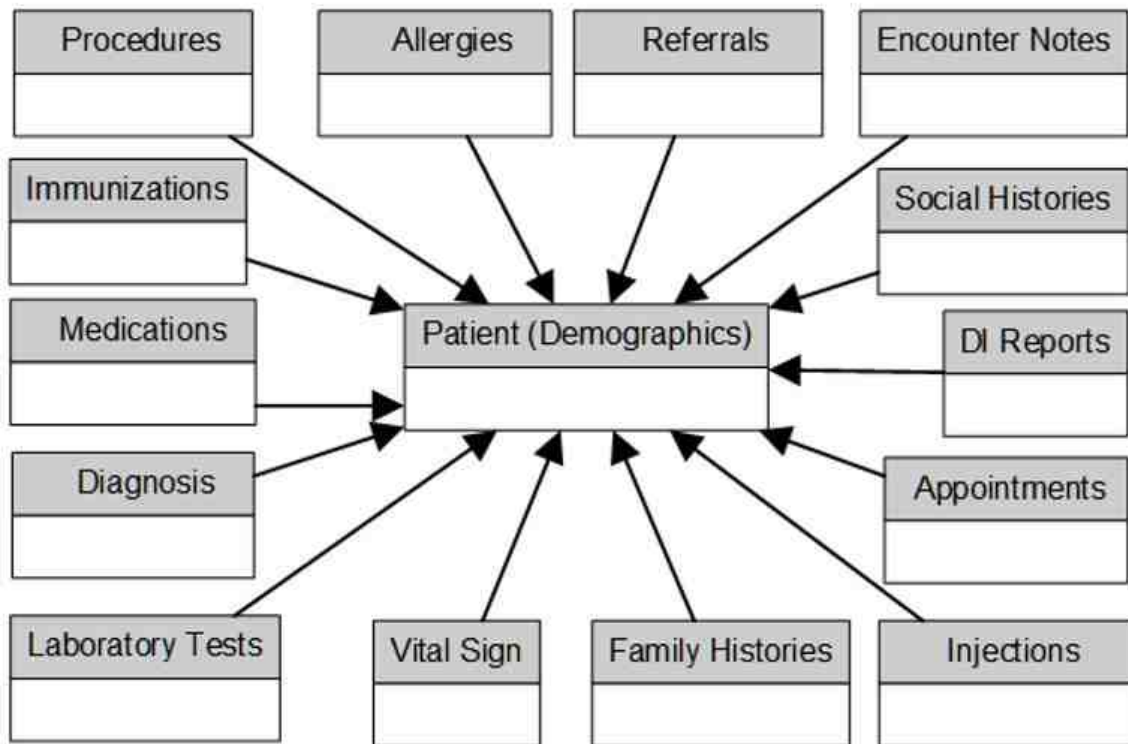 Procedures
Allergies
Referrals
Encounter Notes
Immunizations
Social Histories
Medications
Patient (Demographics)
DI Reports
Diagnosis
Appointments
Laboratory Tests
Vital Sign
Family Histories
Injections